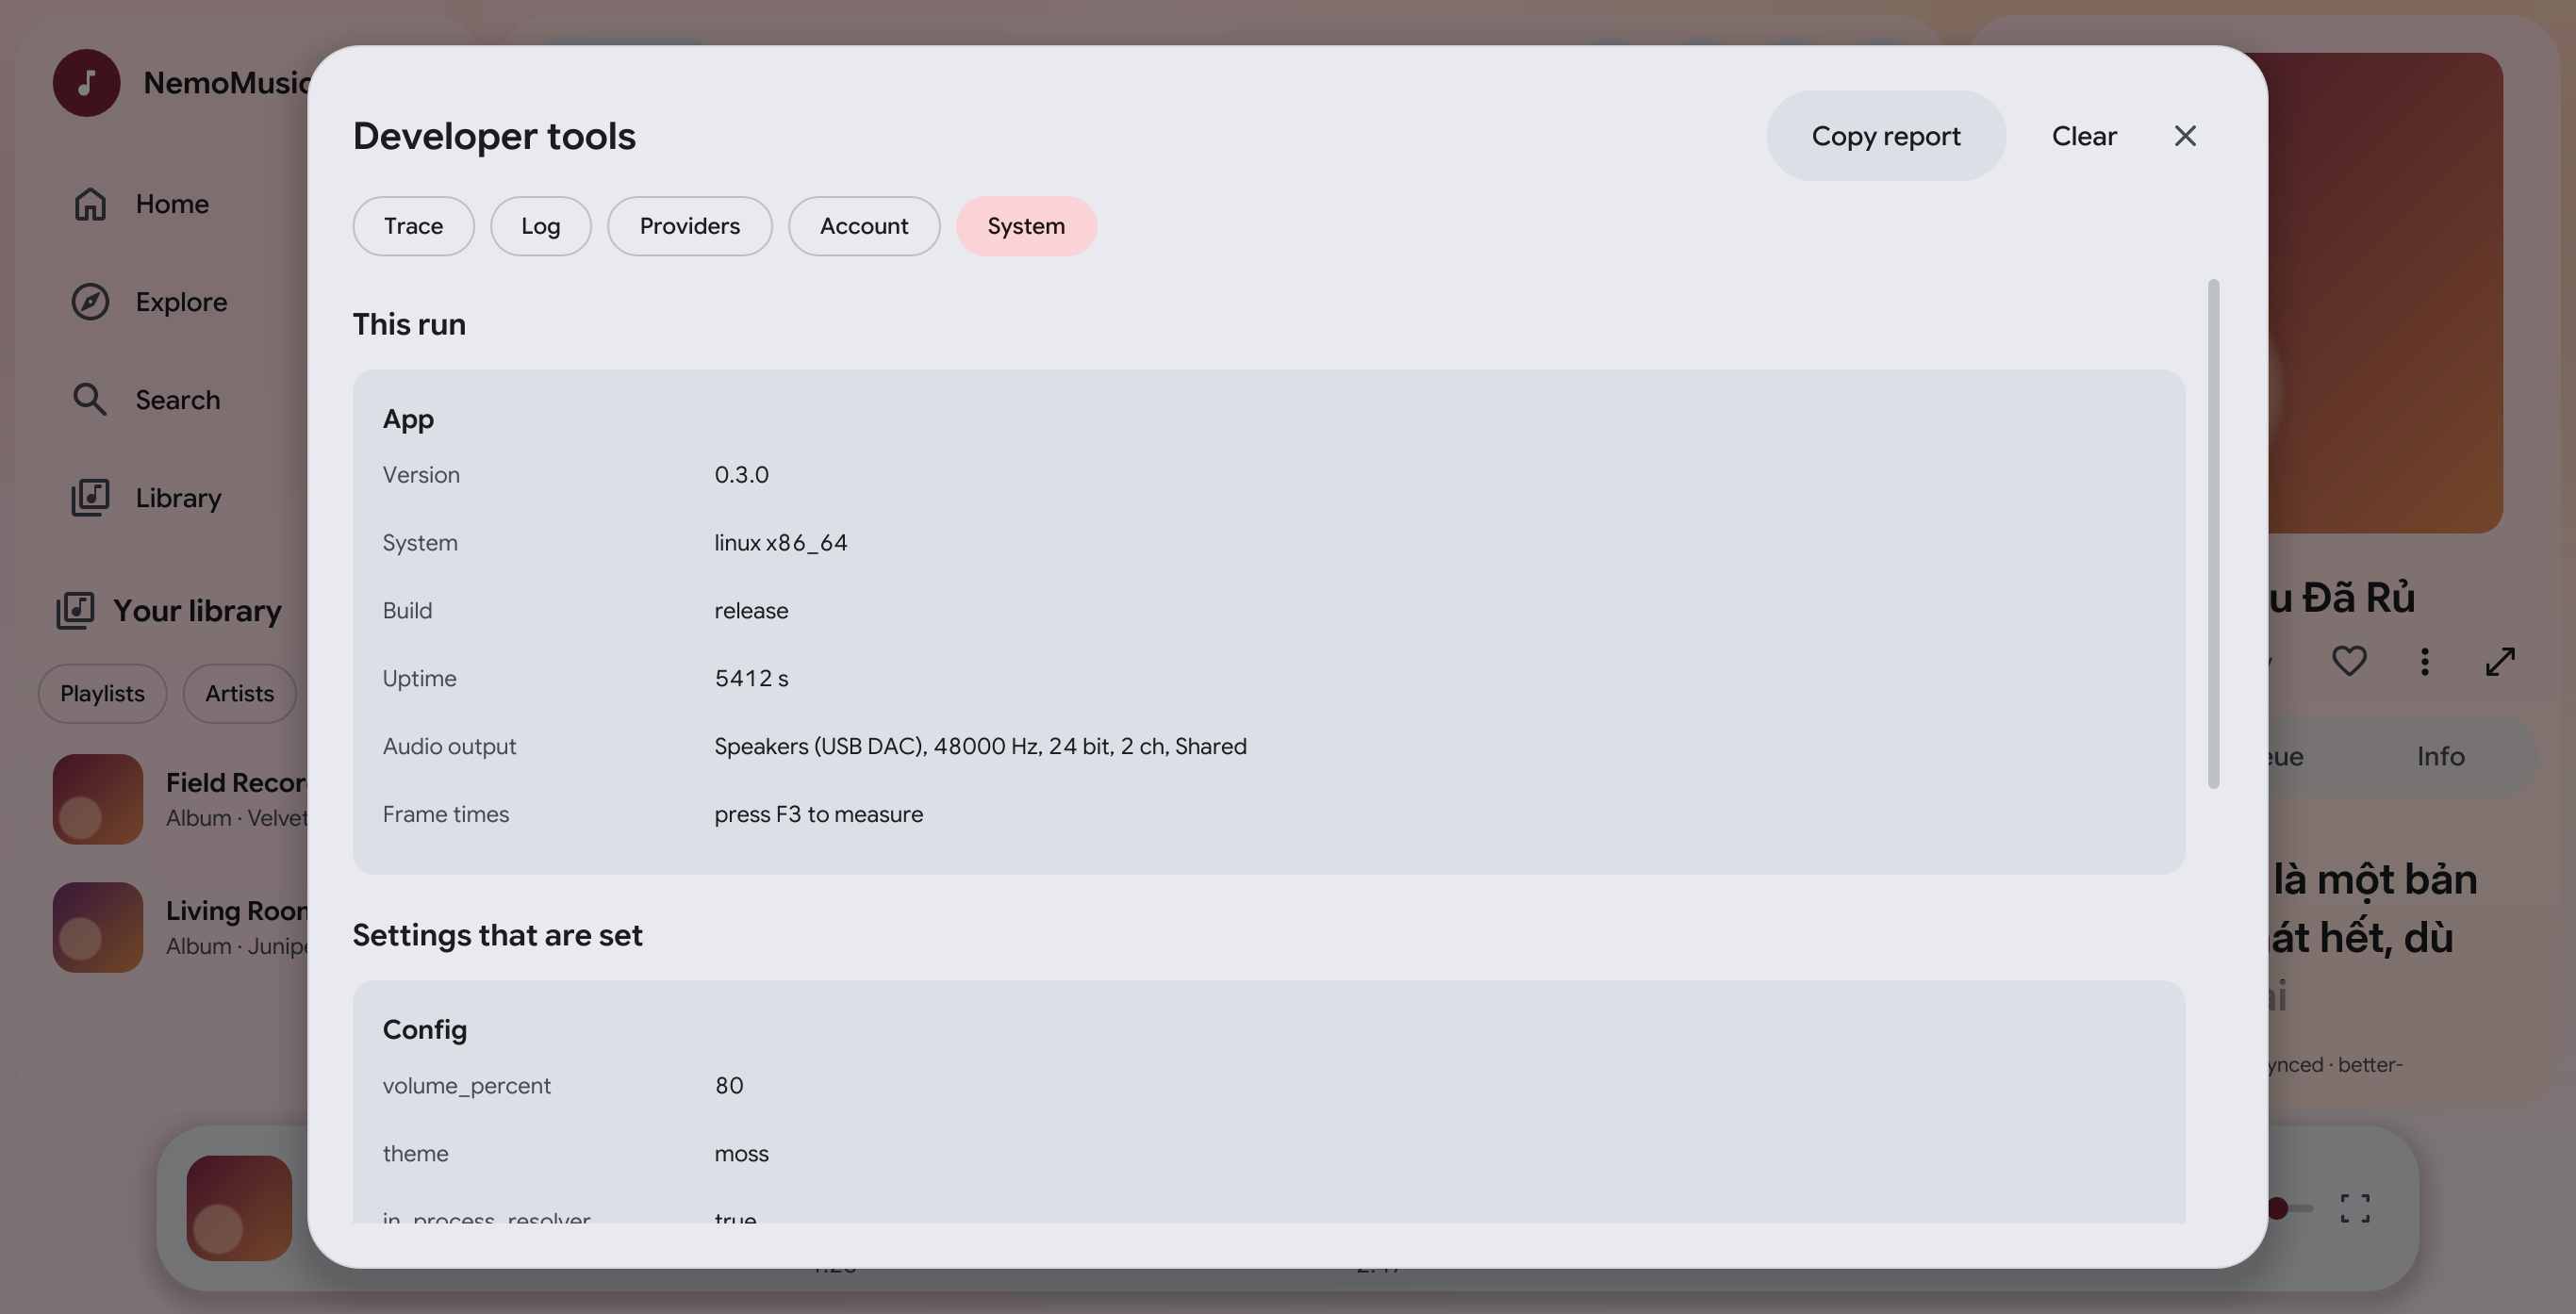 NemoMusic
Home
Explore
Search
Library
Your library
Playlists
Artists
Album · Velvet
Living
Album
Developer tools
Copy report
Clear
Trace
Log
Providers
Account
System
This run
App
Version 0.3.0
System linux x86_64
Build release
Uptime 5412 s
Audio output Speakers (USB DAC), 48000 Hz, 24 bit, 2 ch, Shared
Frame times press F3 to measure
Settings that are set
Config
volume_percent 80
theme moss
in_process_resolver true
Đã Rủ
Info
là một bản
hết, dù
· better-